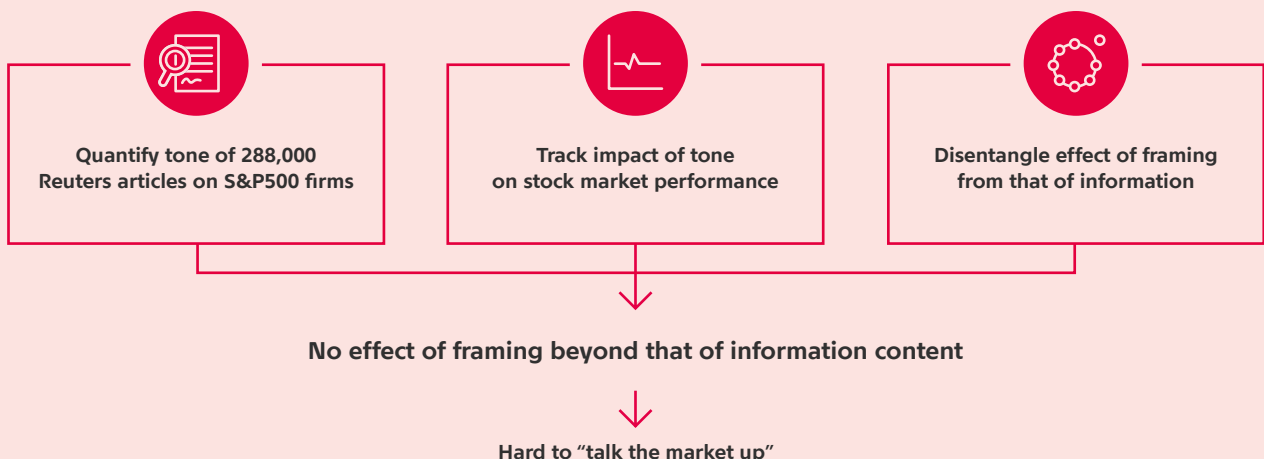 Quantify tone of 288,000
Reuters articles on S&P500 firms
Track impact of tone
on stock market performance
Disentangle effect of framing
from that of information
No effect of framing beyond that of information content
Hard to “talk the market up”